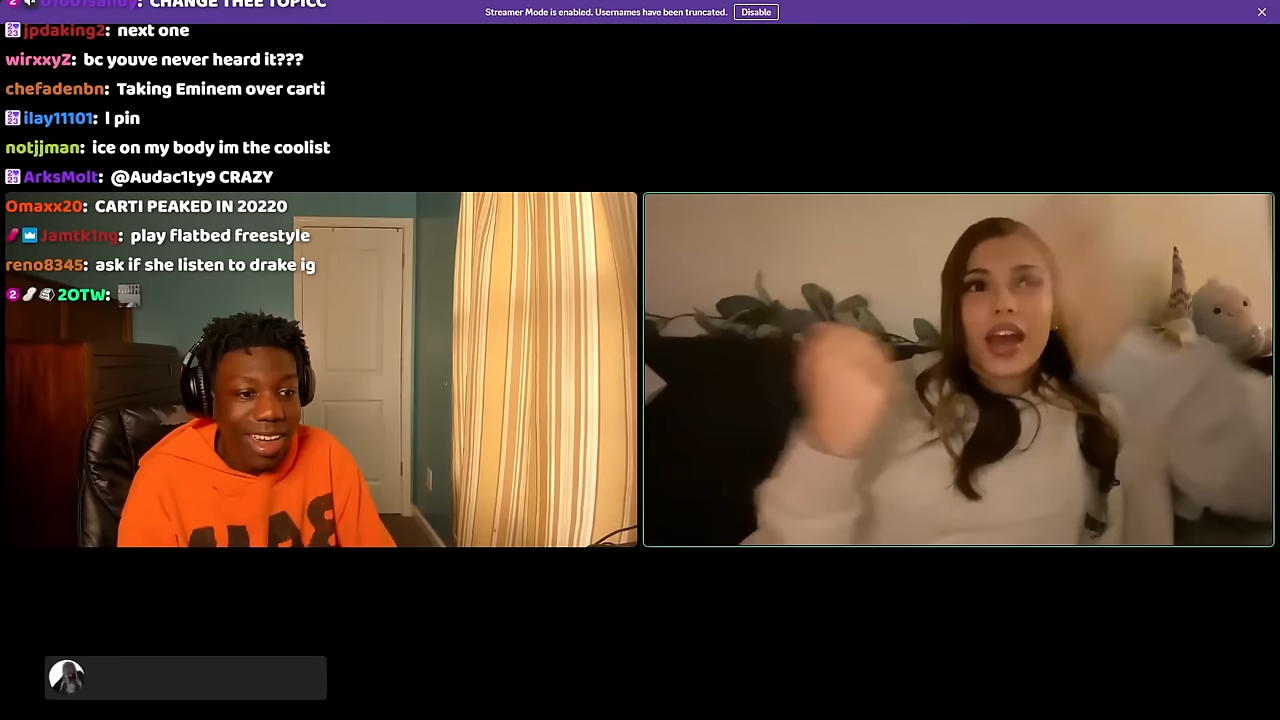 CHANGE THEE TOPICC
Streamer Mode is enabled. Usernames have been truncated. Disable
jpdaking2: next one
wirxxyZ: bc youve never heard it???
chefadenbn: Taking Eminem over carti
ilay11101: I pin
notjjman: ice on my body im the coolist
ArksMolt: @Audac1ty9 CRAZY
Omaxx20: CARTI PEAKED IN 20220
Jamtk1ng: play flatbed freestyle
reno8345: ask if she listen to drake ig
2OTW: